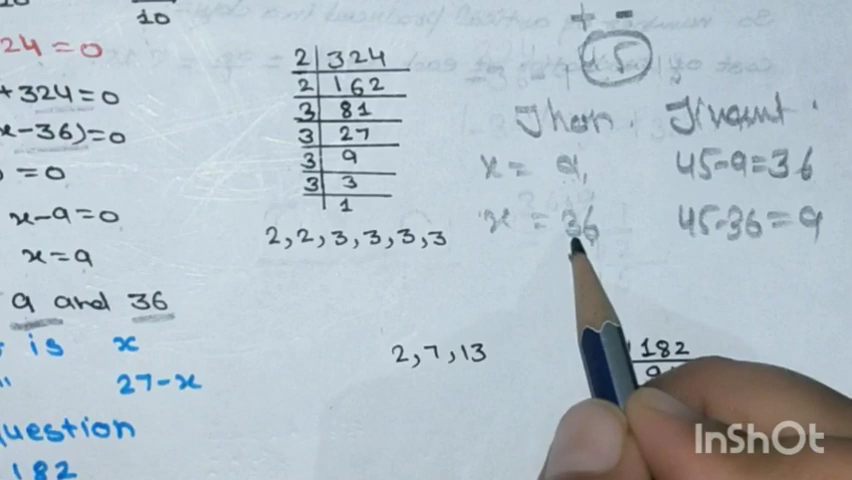 10
24 = 0
+ 324 = 0
x - 36) = 0
= 0
x - 9 = 0
x = 9
9 and 36
is x
27 - x
uestion
182
2 | 324
2 | 162
3 | 81
3 | 27
3 | 9
3 | 3
1
2, 2, 3, 3, 3, 3
2, 7, 13
+ -
45
Jhon.
x = 9, 45 - 9 = 36
x = 36 45 - 36 = 9
182
InShOt